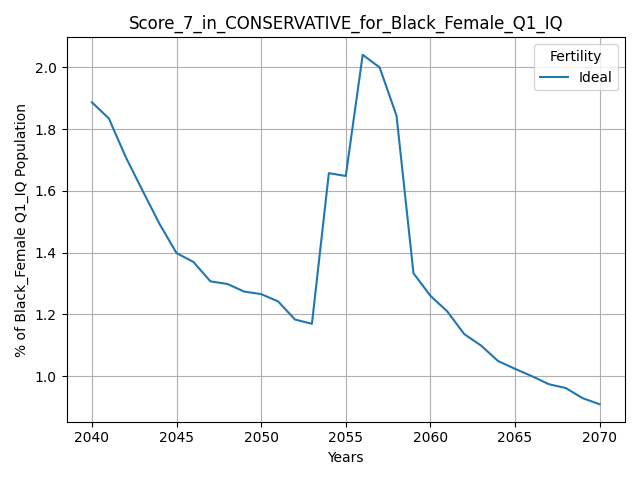 Score_7_in_CONSERVATIVE_for_Black_Female_Q1_IQ
Fertility
Ideal
% of Black_Female Q1_IQ Population
2.0
1.8
1.6
1.4
1.2
1.0
2040 2045 2050 2055 2060 2065 2070
Years